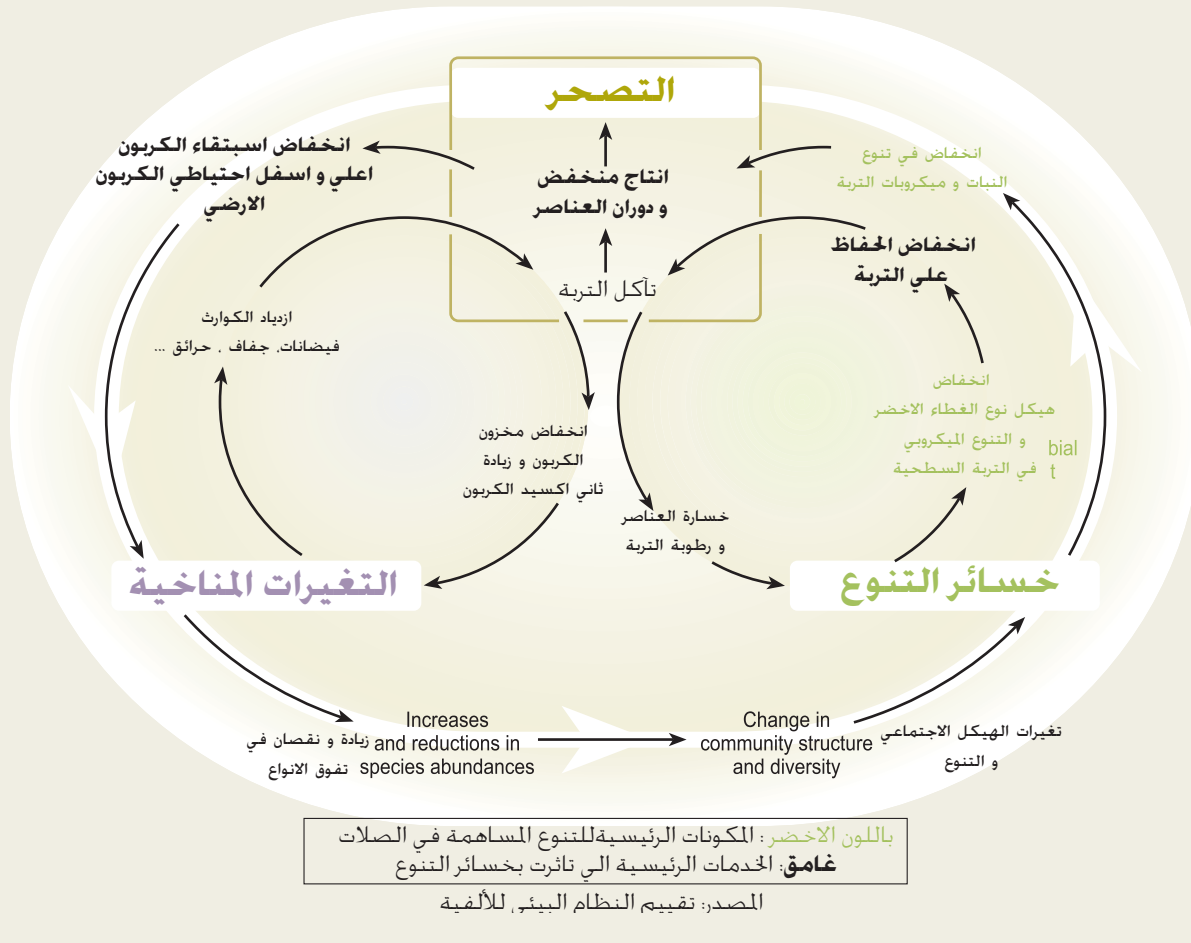 التصحر
انخفاض اسبتقاء الكربون
اعلي و اسفل احتياطي الكربون
الارضي
انتاج منخفض
و دوران العناصر
انخفاض في تنوع
النبات و ميكروبات التربة
انخفاض الحفاظ
علي التربة
تآكل التربة
ازدياد الكوارث
فيضانات، جفاف ، حرائق ...
انخفاض
هيكل نوع الغطاء الاخضر
و التنوع الميكروبي
في التربة السطحية
bial
t
انخفاض مخزون
الكربون و زيادة
ثاني اكسيد الكربون
خسارة العناصر
و رطوبة التربة
التغيرات المناخية
خسائر التنوع
زيادة و نقصان في
تفوق الانواع
Increases
and reductions in
species abundances
Change in
community structure
and diversity
تغيرات الهيكل الاجتماعي
و التنوع
باللون الاخضر : المكونات الرئيسيةللتنوع المساهمة في الصلات
غامق: الخدمات الرئيسية الي تاثرت بخسائر التنوع
المصدر: تقييم النظام البيئي للألفية